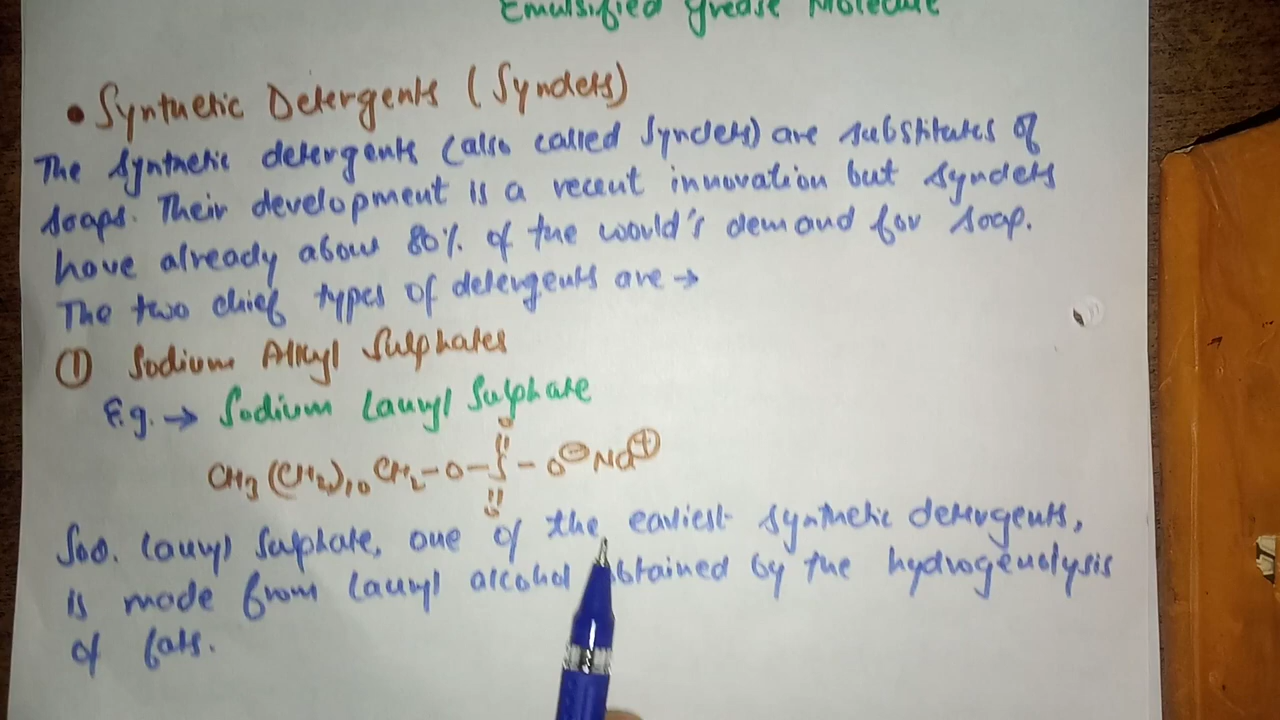 Emulsified Grease Molecule
• Synthetic Detergents (Syndets)
The Synthetic detergents (also called Syndets) are substitutes of
soaps. Their development is a recent innovation but syndets
have already about 80% of the would's demand for soap.
The two chief types of detergents are →
① Sodium Alkyl Sulphates
E.g. → Sodium Lauryl Sulphate
CH3(CH2)10CH2-O-S-O⊖Na⊕
O
O
Sod. Lauryl Sulphate, one of the earliest synthetic detergents,
is made from Lauryl alcohol obtained by the hydrogenolysis
of fats.